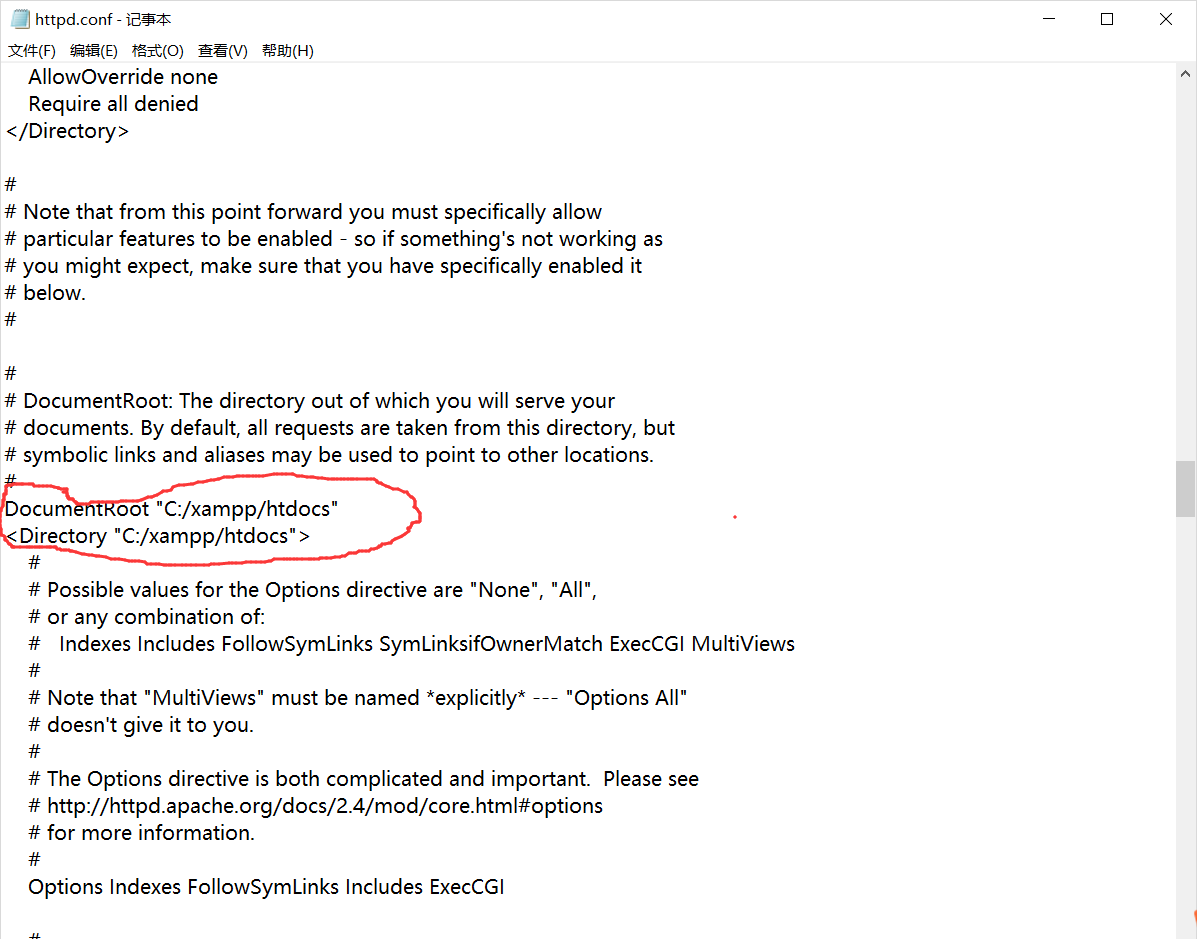 httpd.conf - 记事本
文件(F) 编辑(E) 格式(O) 查看(V) 帮助(H)
AllowOverride none
Require all denied
</Directory>
#
# Note that from this point forward you must specifically allow
# particular features to be enabled - so if something's not working as
# you might expect, make sure that you have specifically enabled it
# below.
#
#
# DocumentRoot: The directory out of which you will serve your
# documents. By default, all requests are taken from this directory, but
# symbolic links and aliases may be used to point to other locations.
#
DocumentRoot "C:/xampp/htdocs"
<Directory "C:/xampp/htdocs">
#
# Possible values for the Options directive are "None", "All",
# or any combination of:
#   Indexes Includes FollowSymLinks SymLinksifOwnerMatch ExecCGI MultiViews
#
# Note that "MultiViews" must be named *explicitly* --- "Options All"
# doesn't give it to you.
#
# The Options directive is both complicated and important.  Please see
# http://httpd.apache.org/docs/2.4/mod/core.html#options
# for more information.
#
Options Indexes FollowSymLinks Includes ExecCGI
#